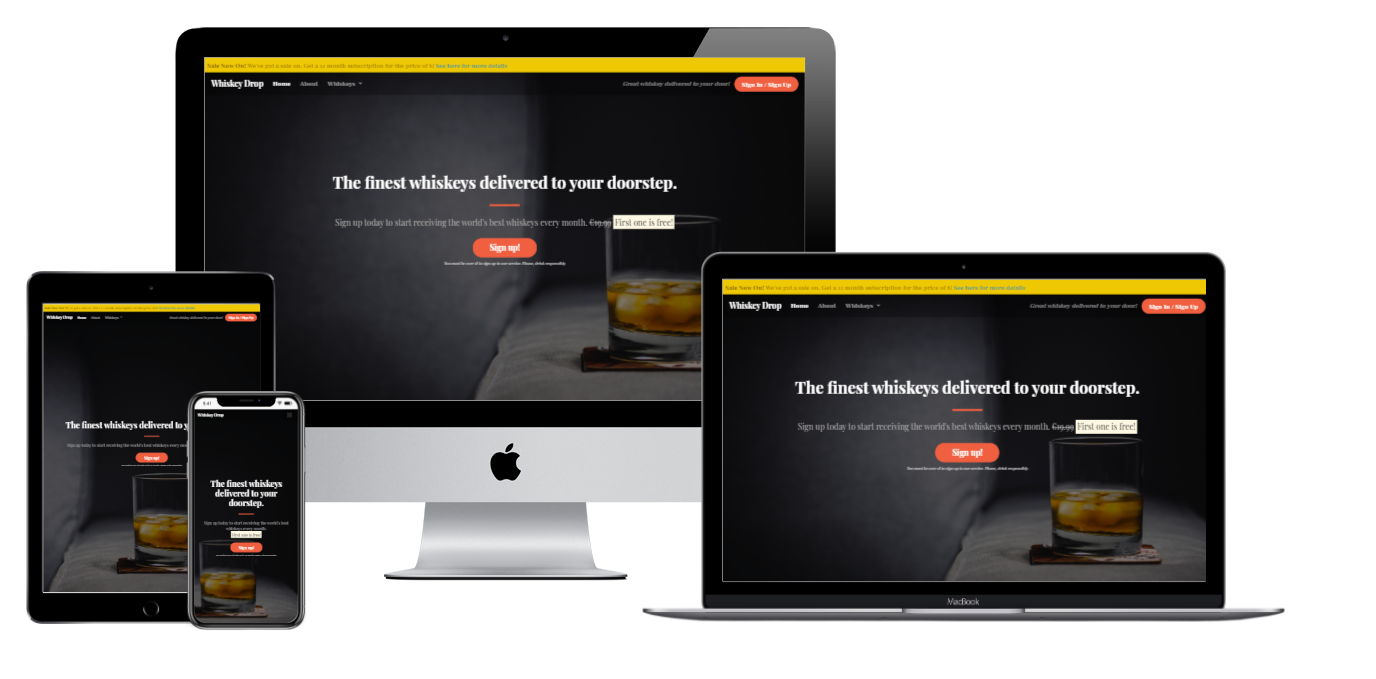 Sale Now On! We've got a sale on. Get a 12 month subscription for the price of 6! See here for more details
Whiskey Drop Home About Whiskeys Great whiskey delivered to your door! Sign In / Sign Up
The finest whiskeys delivered to your doorstep.
Sign up today to start receiving the world's best whiskeys every month. €19.99 First one is free!
Sign up!
You must be over 18 to sign up to our service. Please, drink responsibly.
Sale Now On! We've got a sale on. Get a 12 month subscription for the price of 6! See here for more details
Whiskey Drop Home About Whiskeys Great whiskey delivered to your door! Sign In / Sign Up
The finest whiskeys delivered to your doorstep.
Sign up today to start receiving the world's best whiskeys every month. €19.99 First one is free!
Sign up!
You must be over 18 to sign up to our service. Please, drink responsibly.
MacBook
Whiskey Drop Home About Whiskeys Great whiskey delivered to your door! Sign In / Sign Up
The finest whiskeys delivered to y
Sign up today to start receiving the world's best whiskeys every
Sign up!
9:41
Whiskey Drop
The finest whiskeys
delivered to your
doorstep.
Sign up today to start receiving the world's best
whiskeys every month.
First one is free!
Sign up!